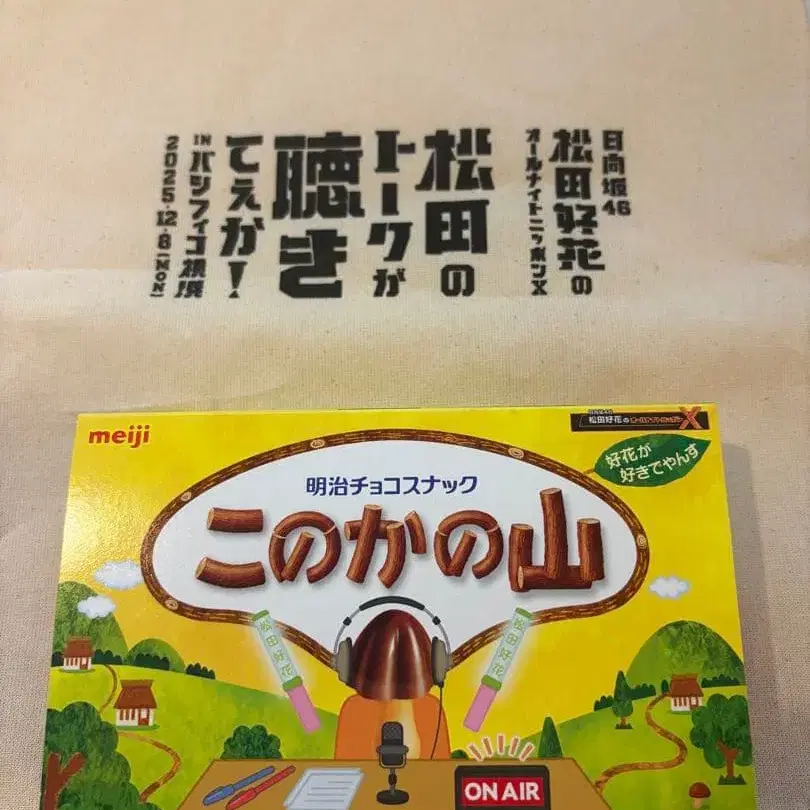 日向坂46
松田好花の
オールナイトニッポンX
松田の
トークが
聴き
てぇか!
IN パシフィコ横浜
2025.12.8(MON)
meiji
松田好花のオールナイトニッポンX
好花が
好きでやんす
明治チョコスナック
このかの山
松田好花
松田好花
ON AIR